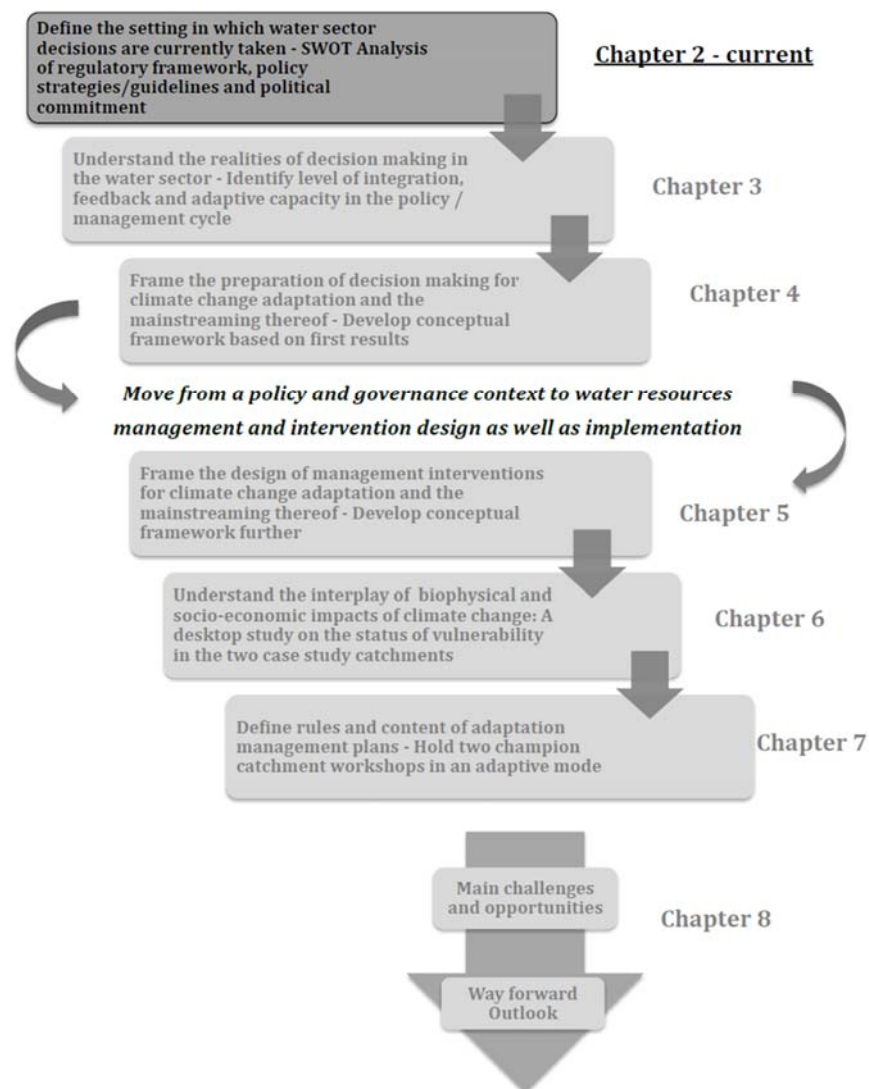 Define the setting in which water sector
decisions are currently taken - SWOT Analysis
of regulatory framework, policy
strategies/guidelines and political
commitment
Chapter 2 - current
Understand the realities of decision making in
the water sector - Identify level of integration,
feedback and adaptive capacity in the policy /
management cycle
Chapter 3
Frame the preparation of decision making for
climate change adaptation and the
mainstreaming thereof - Develop conceptual
framework based on first results
Chapter 4
Move from a policy and governance context to water resources
management and intervention design as well as implementation
Frame the design of management interventions
for climate change adaptation and the
mainstreaming thereof - Develop conceptual
framework further
Chapter 5
Understand the interplay of biophysical and
socio-economic impacts of climate change: A
desktop study on the status of vulnerability
in the two case study catchments
Chapter 6
Define rules and content of adaptation
management plans - Hold two champion
catchment workshops in an adaptive mode
Chapter 7
Main challenges
and opportunities
Chapter 8
Way forward
Outlook